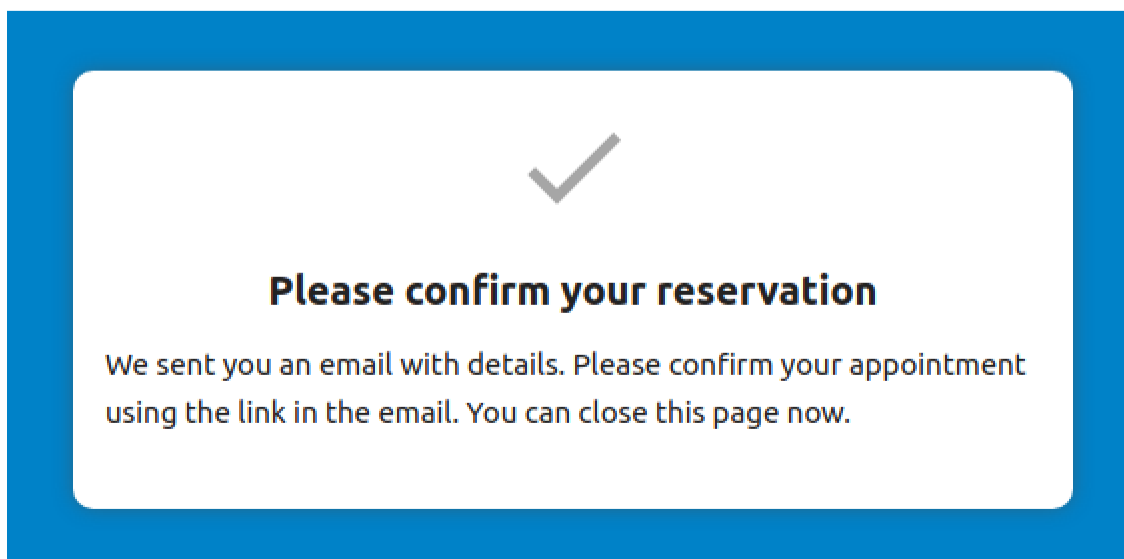 Please confirm your reservation
We sent you an email with details. Please confirm your appointment
using the link in the email. You can close this page now.